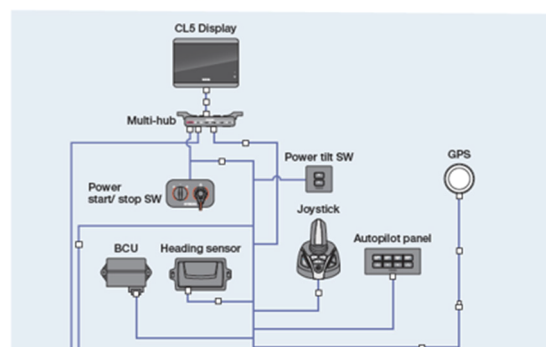 CL5 Display
Multi-hub
Power tilt SW
GPS
Power
start/ stop SW
Joystick
Autopilot panel
BCU
Heading sensor